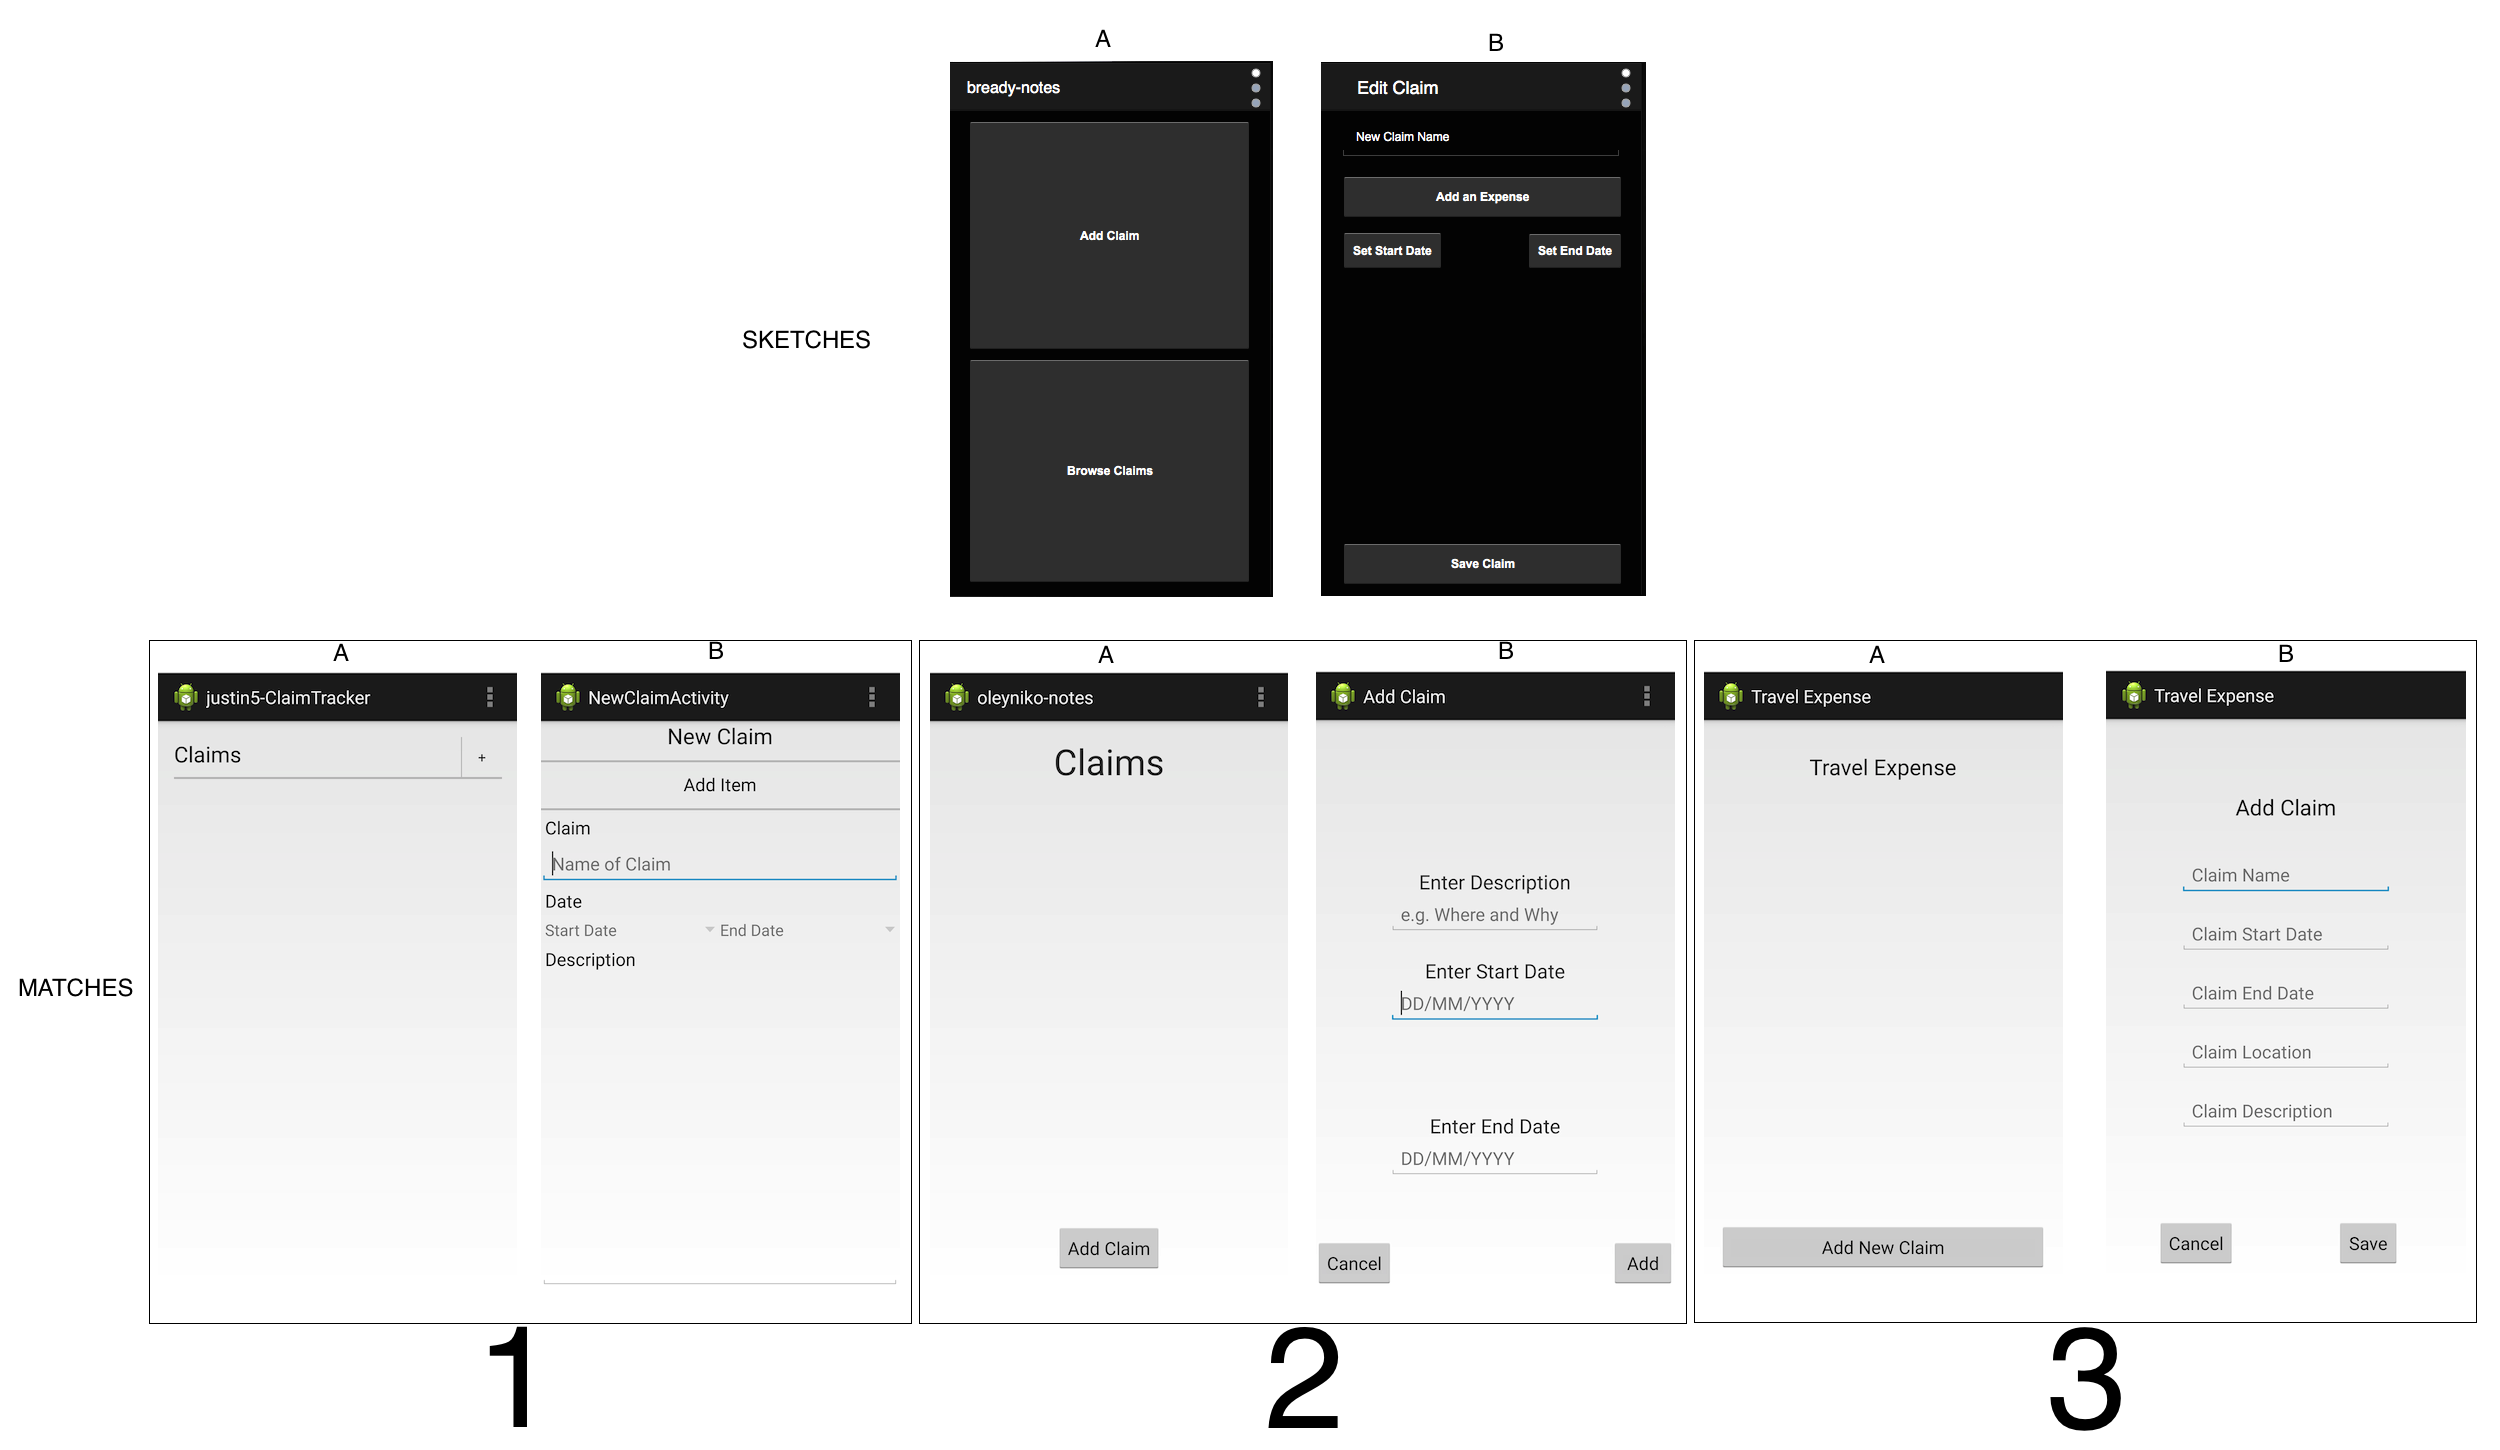 A
B
bready-notes
Add Claim
Browse Claims
Edit Claim
New Claim Name
Add an Expense
Set Start Date
Set End Date
Save Claim
SKETCHES
MATCHES
A
justin5-ClaimTracker
Claims
+
B
NewClaimActivity
New Claim
Add Item
Claim
Name of Claim
Date
Start Date
End Date
Description
1
A
oleyniko-notes
Claims
Add Claim
B
Add Claim
Enter Description
e.g. Where and Why
Enter Start Date
DD/MM/YYYY
Enter End Date
DD/MM/YYYY
Cancel
Add
2
A
Travel Expense
Travel Expense
Add New Claim
B
Travel Expense
Add Claim
Claim Name
Claim Start Date
Claim End Date
Claim Location
Claim Description
Cancel
Save
3